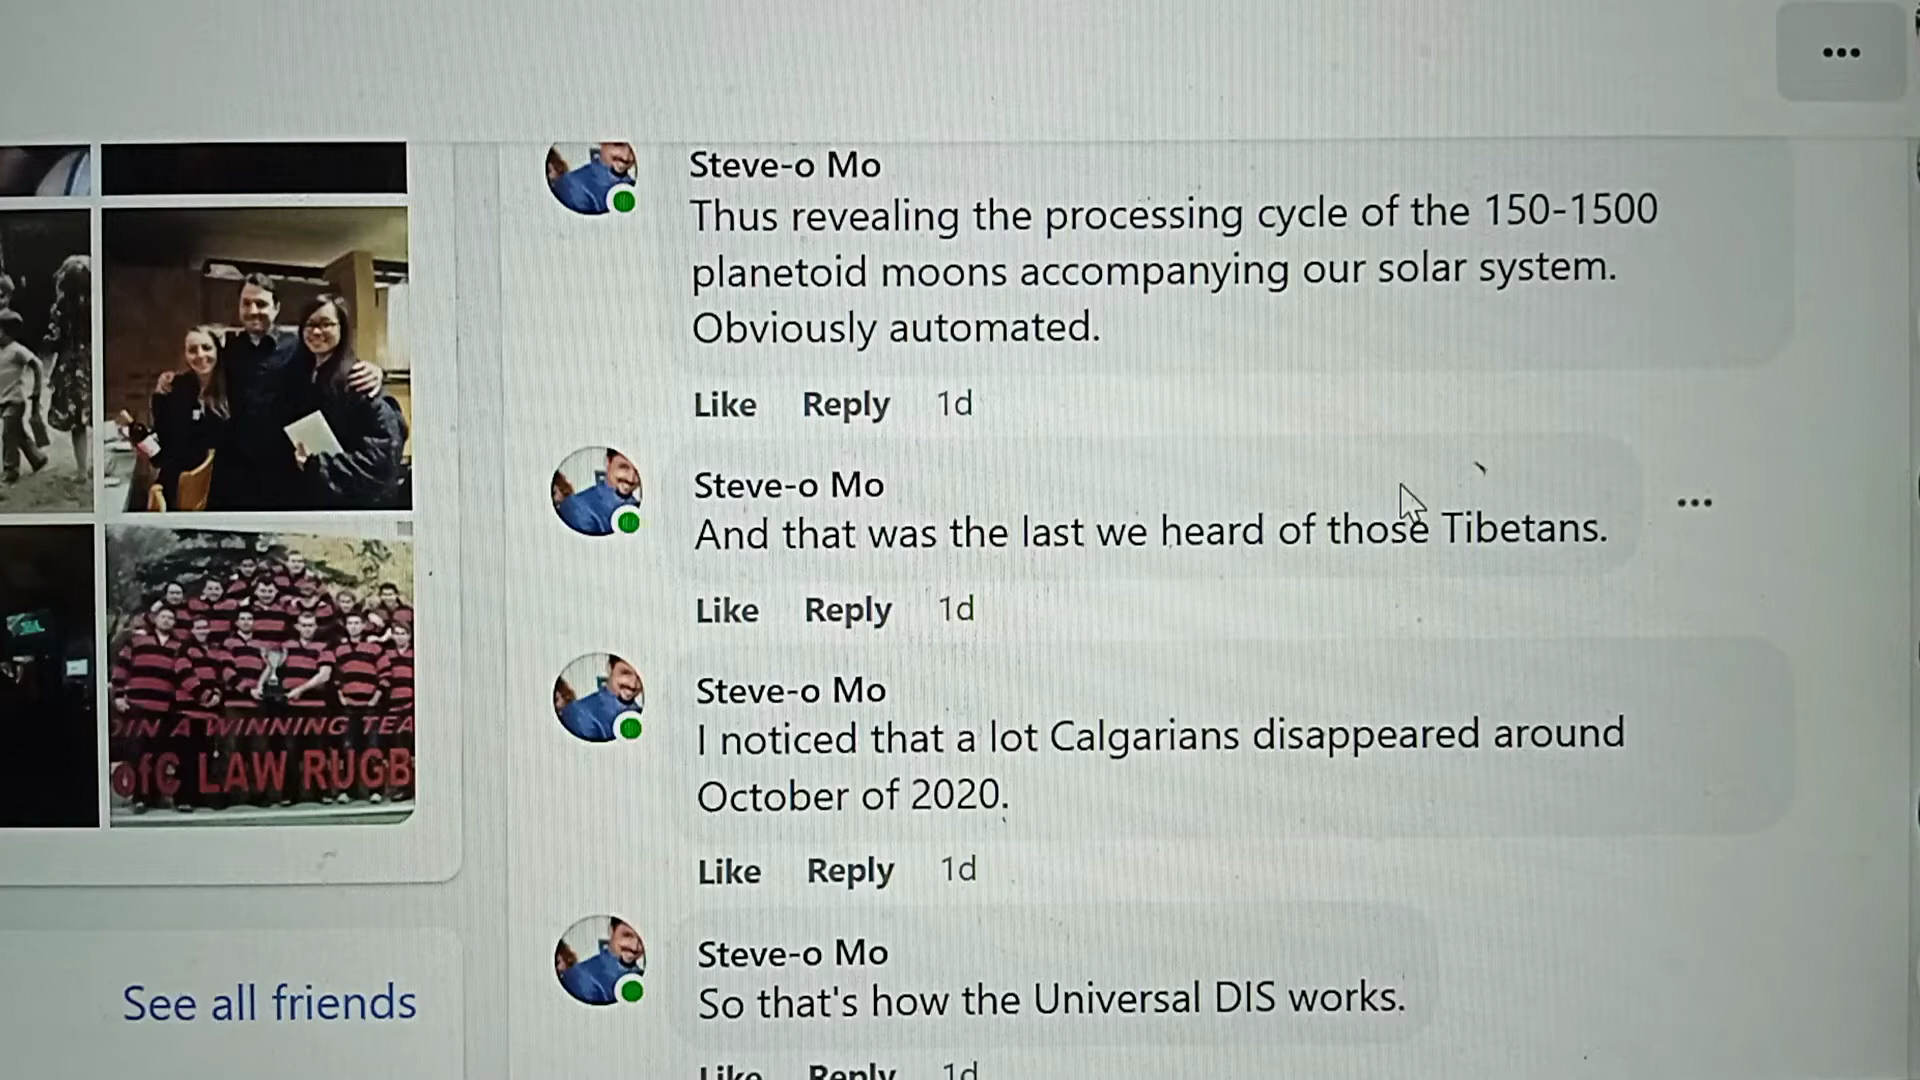 Steve-o Mo
Thus revealing the processing cycle of the 150-1500
planetoid moons accompanying our solar system.
Obviously automated.
Like Reply 1d
Steve-o Mo
And that was the last we heard of those Tibetans.
Like Reply 1d
Steve-o Mo
I noticed that a lot Calgarians disappeared around
October of 2020.
Like Reply 1d
Steve-o Mo
So that's how the Universal DIS works.
Like Reply 1d
OIN A WINNING TEA
ofC LAW RUGB
See all friends